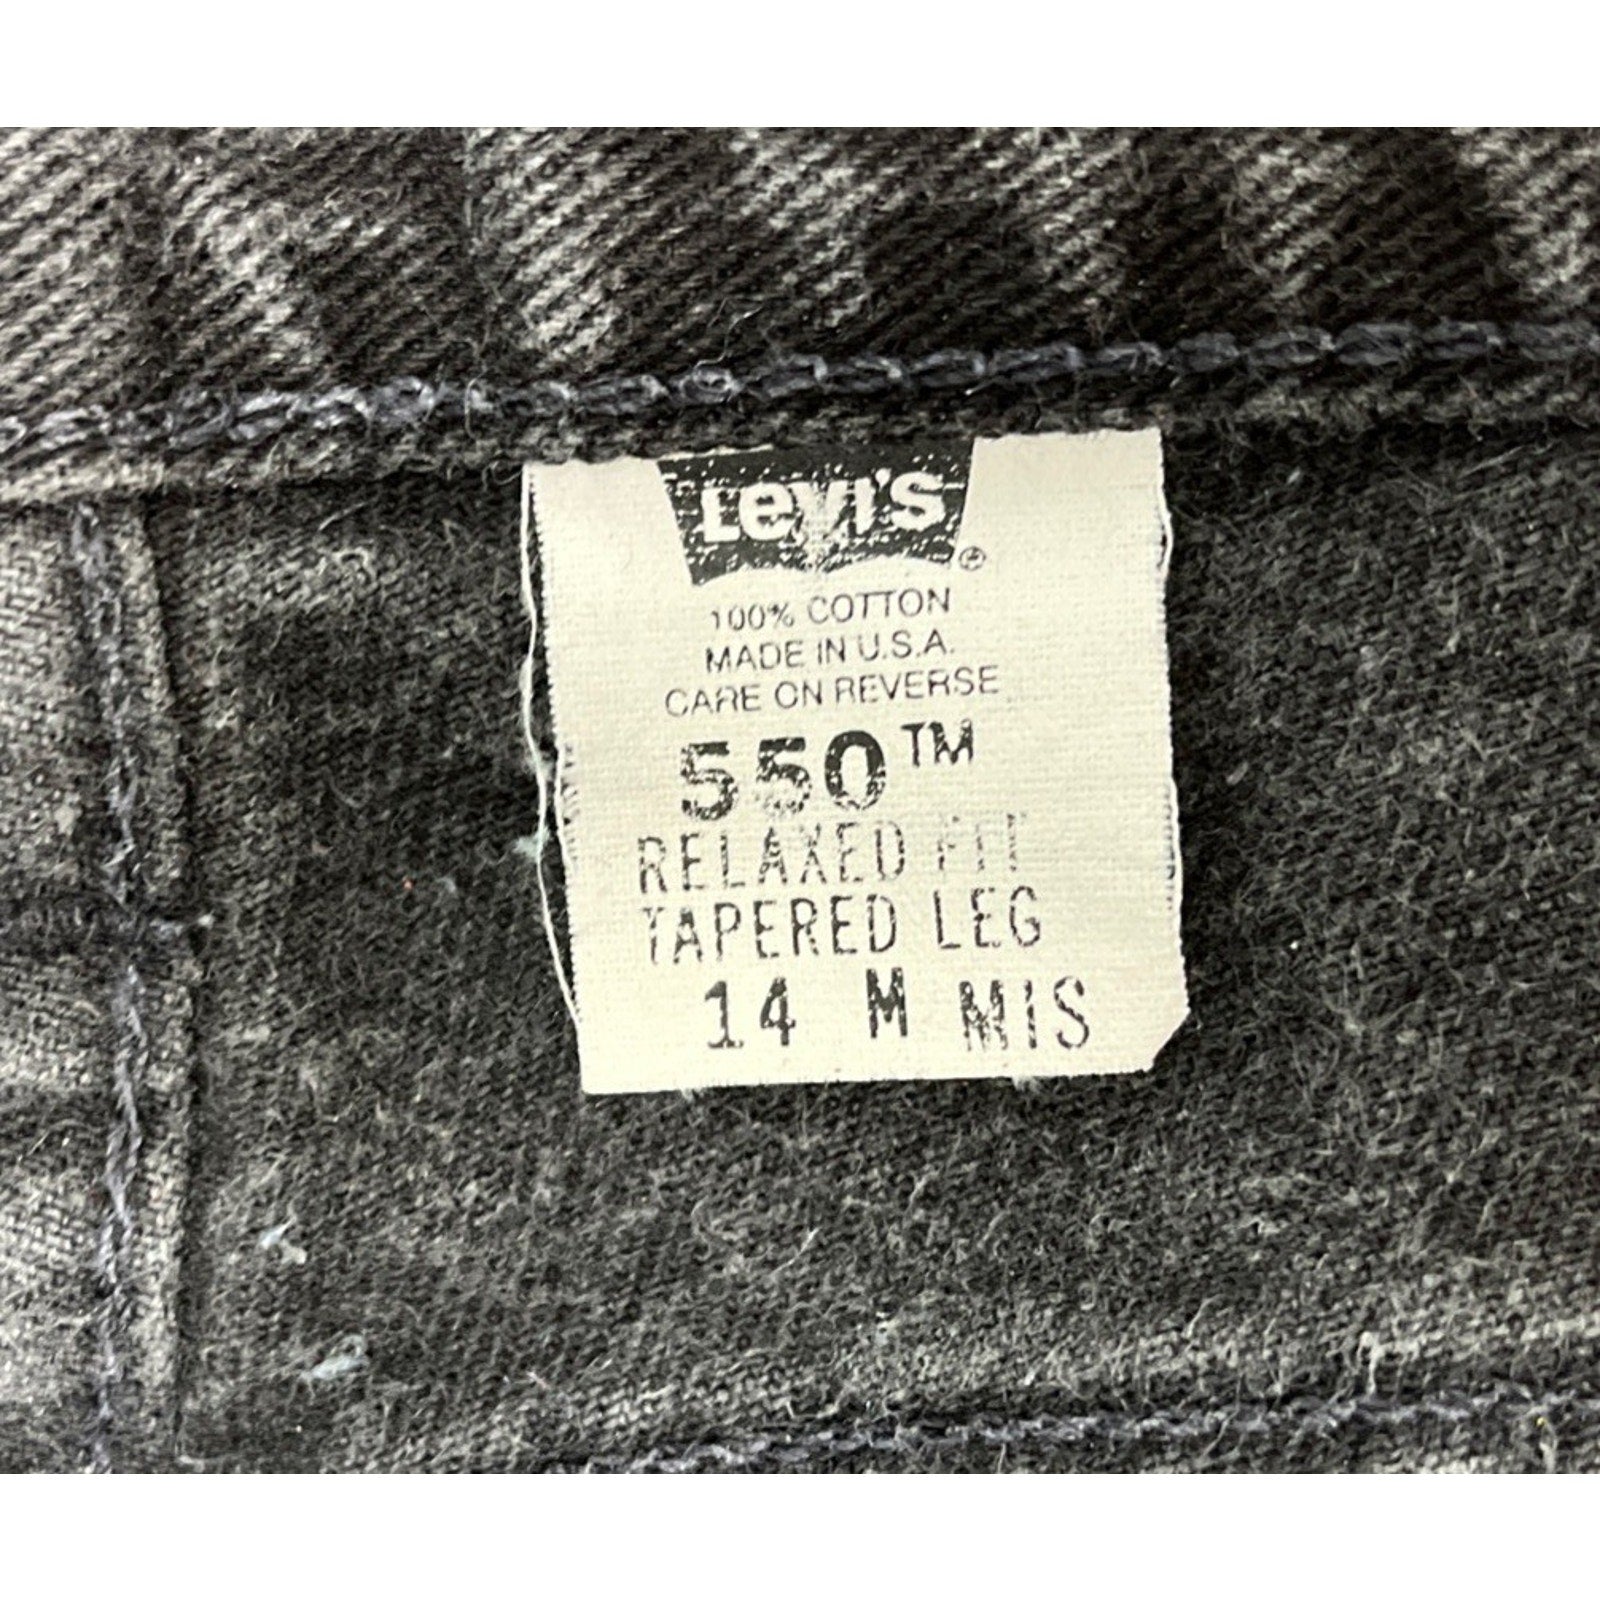 Levi's ®
100% COTTON
MADE IN U.S.A.
CARE ON REVERSE
550™
RELAXED FIT
TAPERED LEG
14 M MIS